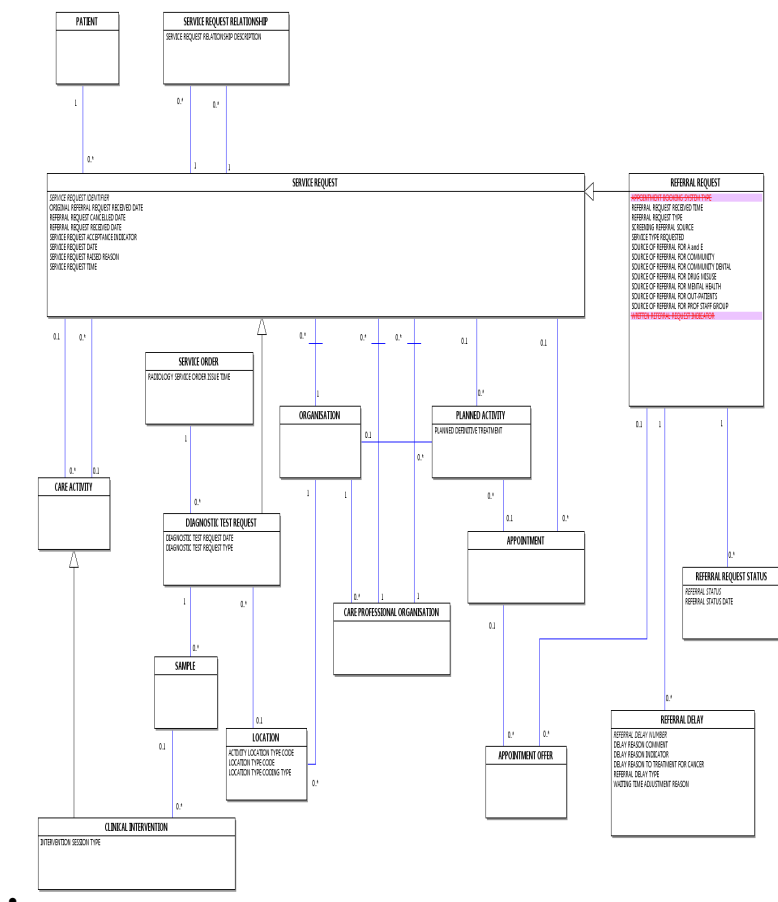 PATIENT
SERVICE REQUEST RELATIONSHIP
SERVICE REQUEST RELATIONSHIP DESCRIPTION
1
0..*
0..*
0..*
1
1
SERVICE REQUEST
SERVICE REQUEST IDENTIFIER
ORIGINAL REFERRAL REQUEST RECEIVED DATE
REFERRAL REQUEST CANCELLED DATE
REFERRAL REQUEST RECEIVED DATE
SERVICE REQUEST ACCEPTANCE INDICATOR
SERVICE REQUEST DATE
SERVICE REQUEST RAISED REASON
SERVICE REQUEST TIME
REFERRAL REQUEST
APPOINTMENT BOOKING SYSTEM TYPE
REFERRAL REQUEST RECEIVED TIME
REFERRAL REQUEST TYPE
SCREENING REFERRAL SOURCE
SERVICE TYPE REQUESTED
SOURCE OF REFERRAL FOR A and E
SOURCE OF REFERRAL FOR COMMUNITY
SOURCE OF REFERRAL FOR COMMUNITY DENTAL
SOURCE OF REFERRAL FOR DRUG MISUSE
SOURCE OF REFERRAL FOR MENTAL HEALTH
SOURCE OF REFERRAL FOR OUT-PATIENTS
SOURCE OF REFERRAL FOR PROF STAFF GROUP
WRITTEN REFERRAL REQUEST INDICATOR
0..1
0..*
0..*
0..*
0..*
0..1
0..1
SERVICE ORDER
RADIOLOGY SERVICE ORDER ISSUE TIME
1
0..*
ORGANISATION
PLANNED ACTIVITY
PLANNED DEFINITIVE TREATMENT
0..1
1
1
1
0..1
0..*
0..*
0..1
CARE ACTIVITY
1
1
0..*
0..*
0..*
DIAGNOSTIC TEST REQUEST
DIAGNOSTIC TEST REQUEST DATE
DIAGNOSTIC TEST REQUEST TYPE
0..1
0..*
APPOINTMENT
0..*
REFERRAL REQUEST STATUS
REFERRAL STATUS
REFERRAL STATUS DATE
1
0..*
0..*
1
1
CARE PROFESSIONAL ORGANISATION
0..1
0..*
SAMPLE
0..*
REFERRAL DELAY
REFERRAL DELAY NUMBER
DELAY REASON COMMENT
DELAY REASON INDICATOR
DELAY REASON TO TREATMENT FOR CANCER
REFERRAL DELAY TYPE
WAITING TIME ADJUSTMENT REASON
0..1
0..1
LOCATION
ACTIVITY LOCATION TYPE CODE
LOCATION TYPE CODE
LOCATION TYPE CODING TYPE
0..*
0..*
0..*
APPOINTMENT OFFER
0..*
CLINICAL INTERVENTION
INTERVENTION SESSION TYPE